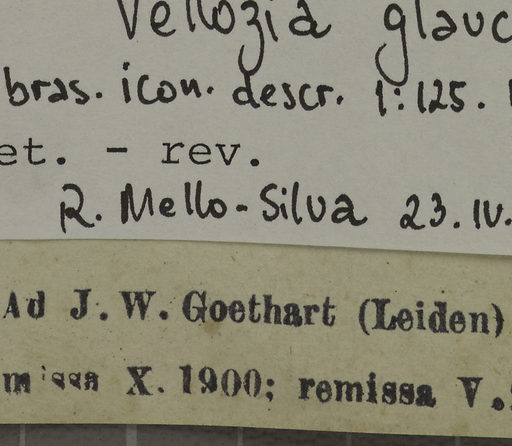 Vellozia glauc
bras. icon. descr. 1:125.
et. - rev.
R. Mello-Silva 23.IV.
Ad J. W. Goethart (Leiden)
missa X. 1900; remissa V.